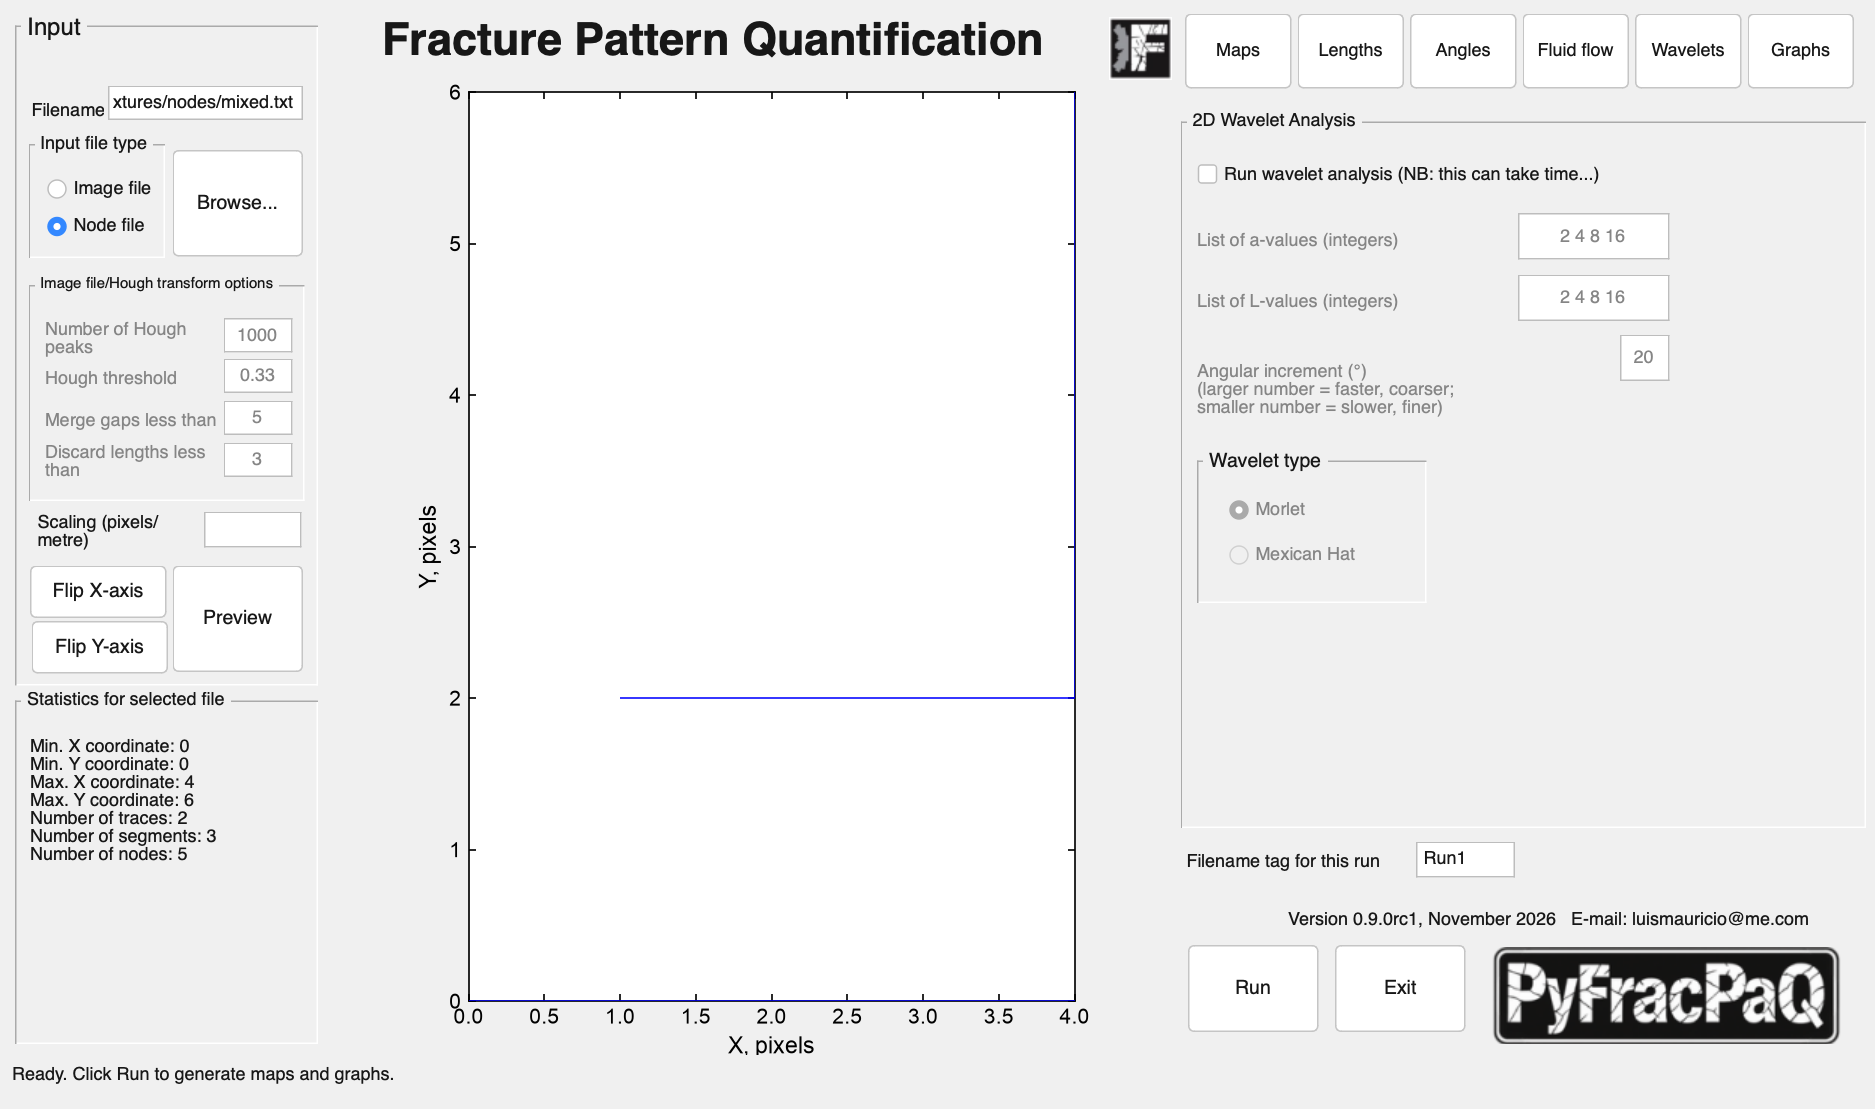 Input
Filename xtures/nodes/mixed.txt
Input file type
Image file
Node file
Browse...
Image file/Hough transform options
Number of Hough
peaks
1000
Hough threshold 0.33
Merge gaps less than 5
Discard lengths less
than
3
Scaling (pixels/
metre)
Flip X-axis
Flip Y-axis
Preview
Statistics for selected file
Min. X coordinate: 0
Min. Y coordinate: 0
Max. X coordinate: 4
Max. Y coordinate: 6
Number of traces: 2
Number of segments: 3
Number of nodes: 5
Ready. Click Run to generate maps and graphs.
Fracture Pattern Quantification
6
5
4
3
2
1
0
Y, pixels
0.0 0.5 1.0 1.5 2.0 2.5 3.0 3.5 4.0
X, pixels
F
Maps Lengths Angles Fluid flow Wavelets Graphs
2D Wavelet Analysis
Run wavelet analysis (NB: this can take time...)
List of a-values (integers) 2 4 8 16
List of L-values (integers) 2 4 8 16
20
Angular increment (°)
(larger number = faster, coarser;
smaller number = slower, finer)
Wavelet type
Morlet
Mexican Hat
Filename tag for this run Run1
Version 0.9.0rc1, November 2026 E-mail: luismauricio@me.com
Run Exit
PyFracPaQ